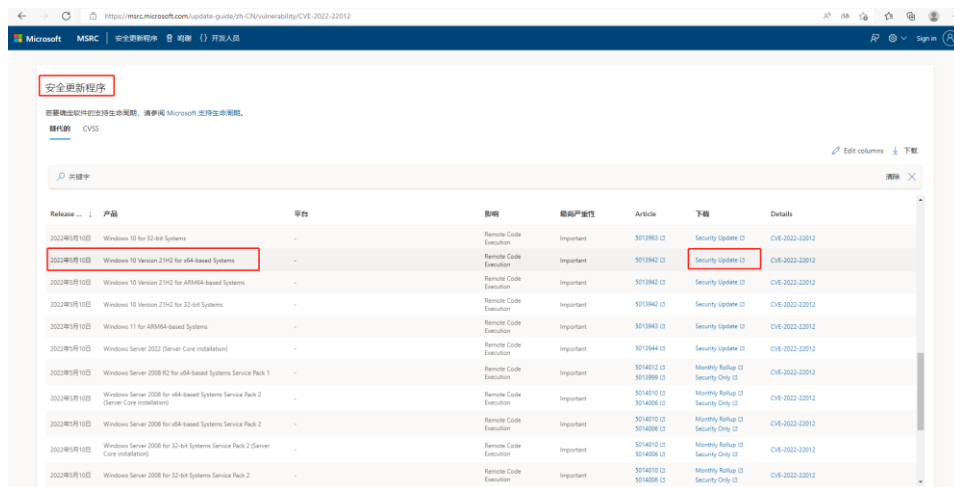 https://msrc.microsoft.com/update-guide/zh-CN/vulnerability/CVE-2022-22012
Microsoft MSRC 安全更新程序 鸣谢 {} 开发人员 Sign in
安全更新程序
若要确定软件的支持生命周期，请参阅 Microsoft 支持生命周期。
替代的 CVSS
Edit columns 下载
关键字 清除
Release ... ↓ 产品 平台 影响 最高严重性 Article 下载 Details
2022年5月10日 Windows 10 for 32-bit Systems - Remote Code Execution Important 5013963 Security Update CVE-2022-22012
2022年5月10日 Windows 10 Version 21H2 for x64-based Systems - Remote Code Execution Important 5013942 Security Update CVE-2022-22012
2022年5月10日 Windows 10 Version 21H2 for ARM64-based Systems - Remote Code Execution Important 5013942 Security Update CVE-2022-22012
2022年5月10日 Windows 10 Version 21H2 for 32-bit Systems - Remote Code Execution Important 5013942 Security Update CVE-2022-22012
2022年5月10日 Windows 11 for ARM64-based Systems - Remote Code Execution Important 5013943 Security Update CVE-2022-22012
2022年5月10日 Windows Server 2022 (Server Core installation) - Remote Code Execution Important 5013944 Security Update CVE-2022-22012
2022年5月10日 Windows Server 2008 R2 for x64-based Systems Service Pack 1 - Remote Code Execution Important 5014012 Monthly Rollup CVE-2022-22012
5013999 Security Only
2022年5月10日 Windows Server 2008 for x64-based Systems Service Pack 2 (Server Core installation) - Remote Code Execution Important 5014010 Monthly Rollup CVE-2022-22012
5014006 Security Only
2022年5月10日 Windows Server 2008 for x64-based Systems Service Pack 2 - Remote Code Execution Important 5014010 Monthly Rollup CVE-2022-22012
5014006 Security Only
2022年5月10日 Windows Server 2008 for 32-bit Systems Service Pack 2 (Server Core installation) - Remote Code Execution Important 5014010 Monthly Rollup CVE-2022-22012
5014006 Security Only
2022年5月10日 Windows Server 2008 for 32-bit Systems Service Pack 2 - Remote Code Execution Important 5014010 Monthly Rollup CVE-2022-22012
5014006 Security Only